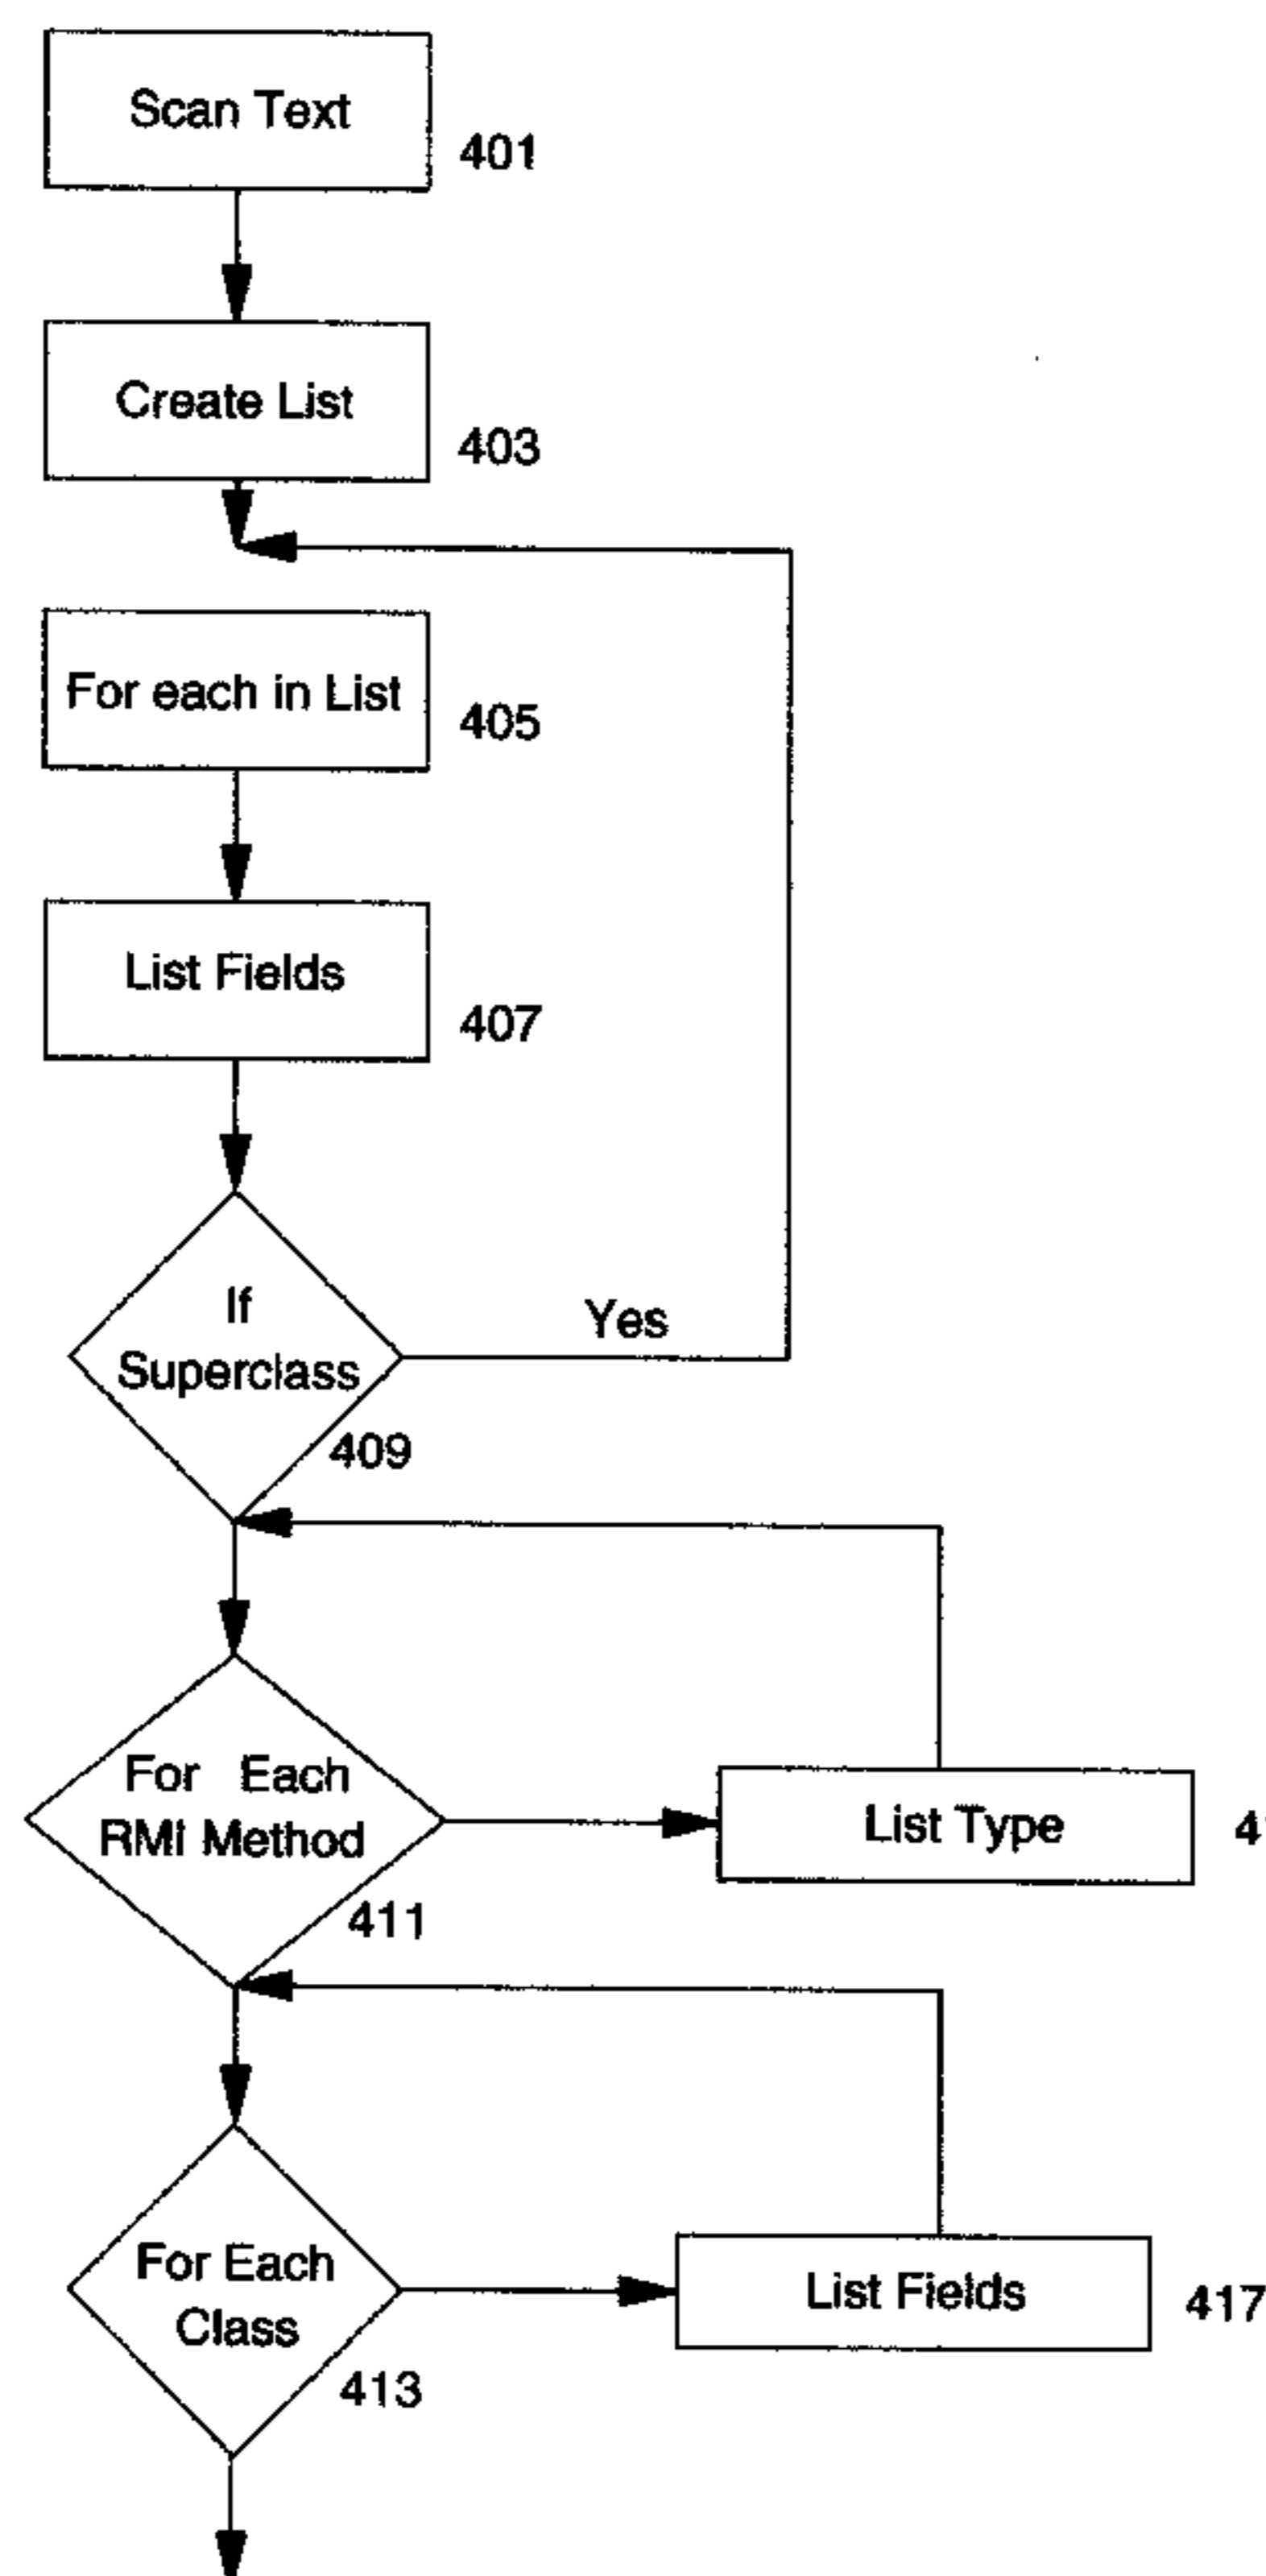 Scan Text
401
Create List
403
For each in List
405
List Fields
407
If
Superclass
Yes
409
For Each
RMI Method
411
List Type
For Each
Class
413
List Fields
417